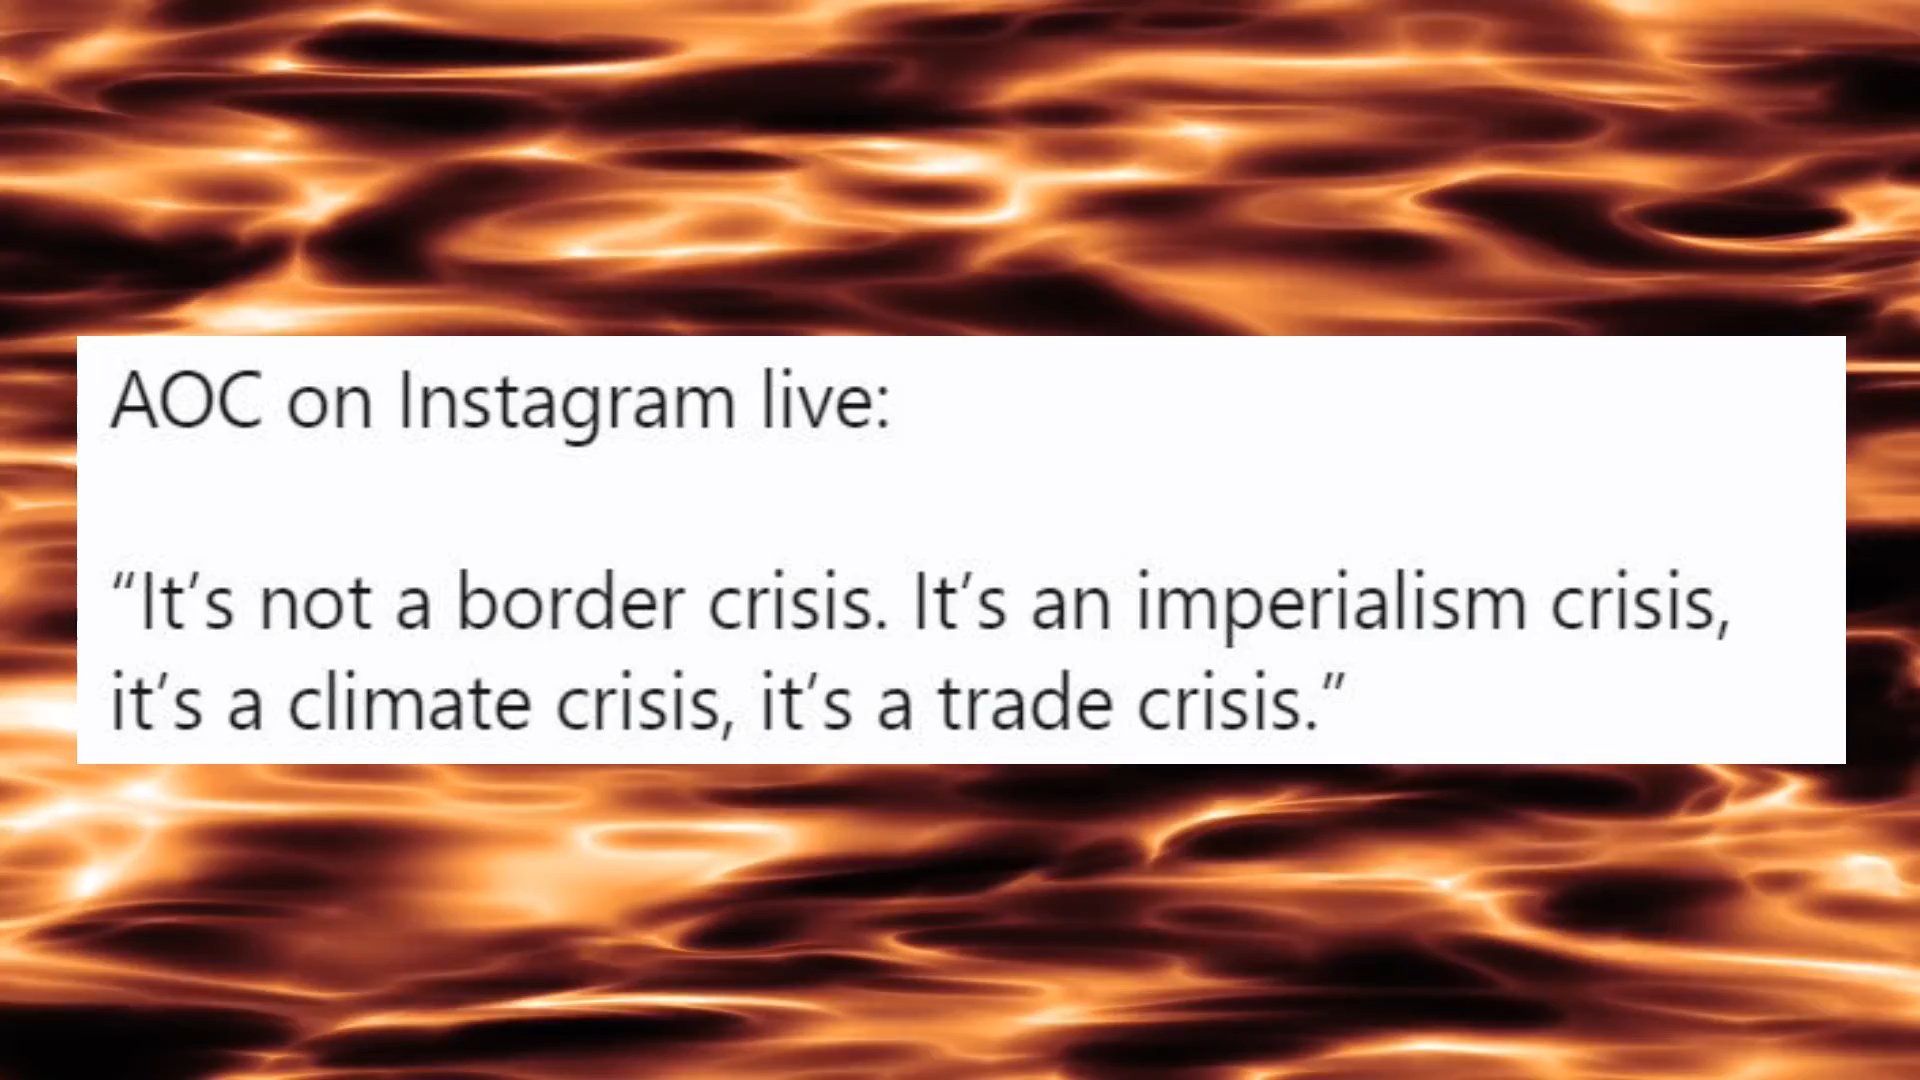 AOC on Instagram live:
“It’s not a border crisis. It’s an imperialism crisis,
it’s a climate crisis, it’s a trade crisis.”